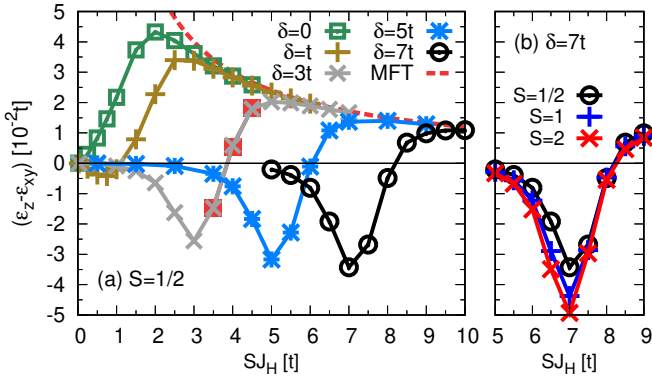 (ε_z-ε_xy) [10⁻²t]
5
4
3
2
1
0
-1
-2
-3
-4
-5
δ=0 δ=5t
δ=t δ=7t
δ=3t MFT
(a) S=1/2
0 1 2 3 4 5 6 7 8 9 10
SJ_H [t]
(b) δ=7t
S=1/2
S=1
S=2
5 6 7 8 9
SJ_H [t]